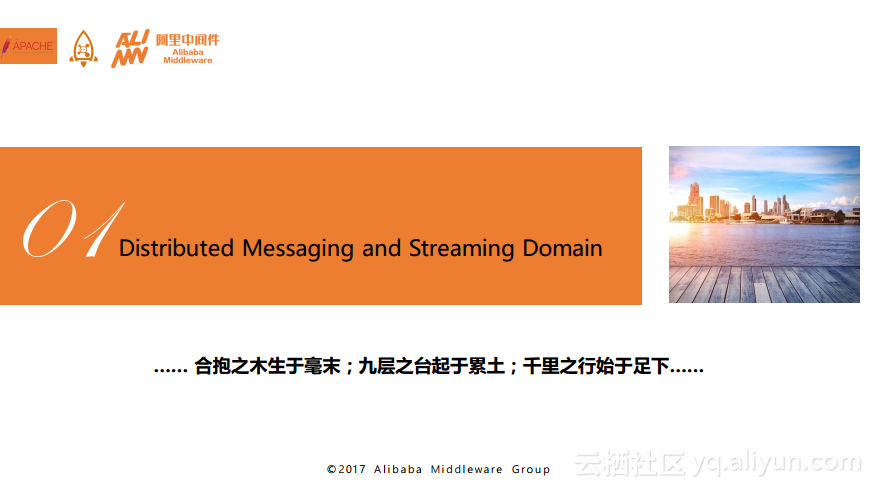 APACHE
ALI
MW
阿里中间件
Alibaba
Middleware
01
Distributed Messaging and Streaming Domain
…… 合抱之木生于毫末；九层之台起于累土；千里之行始于足下……
©2017 Alibaba Middleware Group
云栖社区 yq.aliyun.com